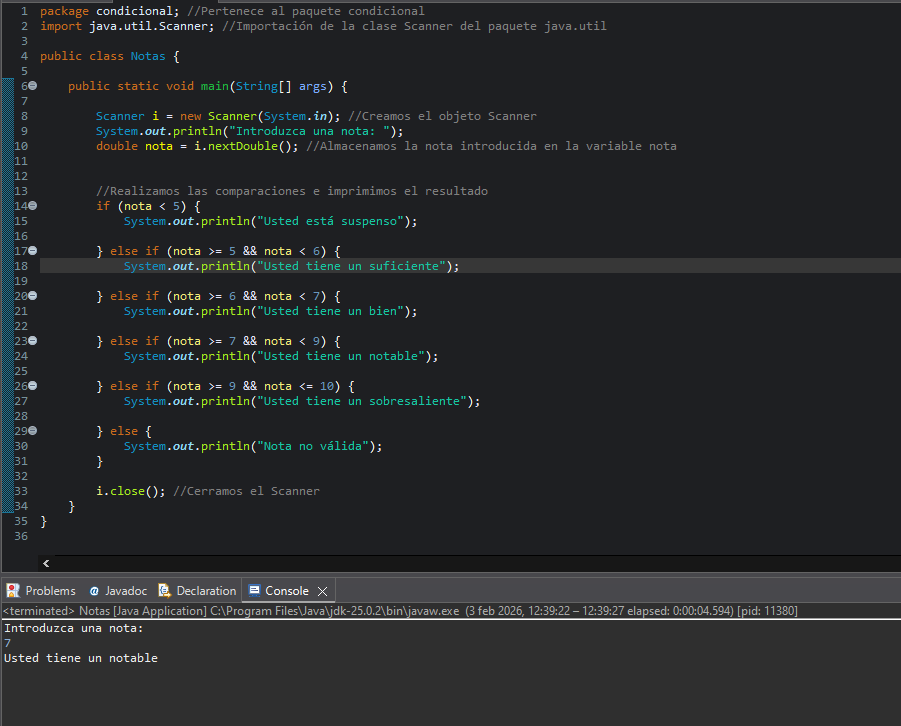 1 package condicional; //Pertenece al paquete condicional
2 import java.util.Scanner; //Importación de la clase Scanner del paquete java.util
3
4 public class Notas {
5
6 public static void main(String[] args) {
7
8 Scanner i = new Scanner(System.in); //Creamos el objeto Scanner
9 System.out.println("Introduzca una nota: ");
10 double nota = i.nextDouble(); //Almacenamos la nota introducida en la variable nota
11
12
13 //Realizamos las comparaciones e imprimimos el resultado
14 if (nota < 5) {
15 System.out.println("Usted está suspenso");
16
17 } else if (nota >= 5 && nota < 6) {
18 System.out.println("Usted tiene un suficiente");
19
20 } else if (nota >= 6 && nota < 7) {
21 System.out.println("Usted tiene un bien");
22
23 } else if (nota >= 7 && nota < 9) {
24 System.out.println("Usted tiene un notable");
25
26 } else if (nota >= 9 && nota <= 10) {
27 System.out.println("Usted tiene un sobresaliente");
28
29 } else {
30 System.out.println("Nota no válida");
31 }
32
33 i.close(); //Cerramos el Scanner
34 }
35 }
36
Problems @ Javadoc Declaration Console
<terminated> Notas [Java Application] C:\Program Files\Java\jdk-25.0.2\bin\javaw.exe (3 feb 2026, 12:39:22 – 12:39:27 elapsed: 0:00:04.594) [pid: 11380]
Introduzca una nota:
7
Usted tiene un notable